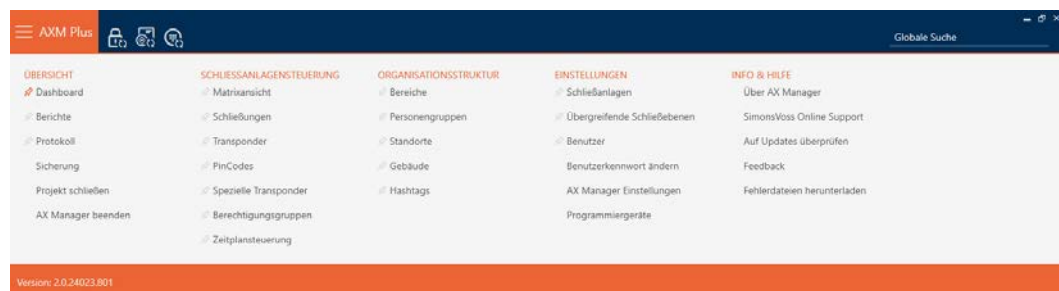 AXM Plus
Globale Suche
ÜBERSICHT
Dashboard
Berichte
Protokoll
Sicherung
Projekt schließen
AX Manager beenden
SCHLIESSANLAGENSTEUERUNG
Matrixansicht
Schließungen
Transponder
PinCodes
Spezielle Transponder
Berechtigungsgruppen
Zeitplansteuerung
ORGANISATIONSSTRUKTUR
Bereiche
Personengruppen
Standorte
Gebäude
Hashtags
EINSTELLUNGEN
Schließanlagen
Übergreifende Schließebenen
Benutzer
Benutzerkennwort ändern
AX Manager Einstellungen
Programmiergeräte
INFO & HILFE
Über AX Manager
SimonsVoss Online Support
Auf Updates überprüfen
Feedback
Fehlerdateien herunterladen
Version: 2.0.24023.801